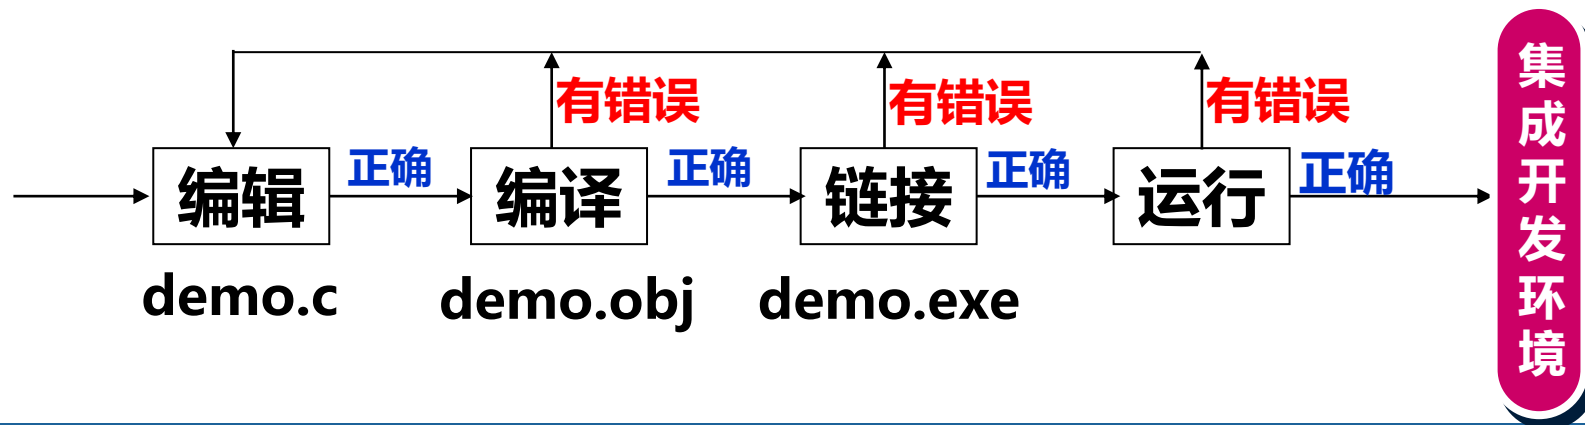 有错误
有错误
有错误
正确
正确
正确
正确
编辑
编译
链接
运行
demo.c
demo.obj
demo.exe
集成开发环境